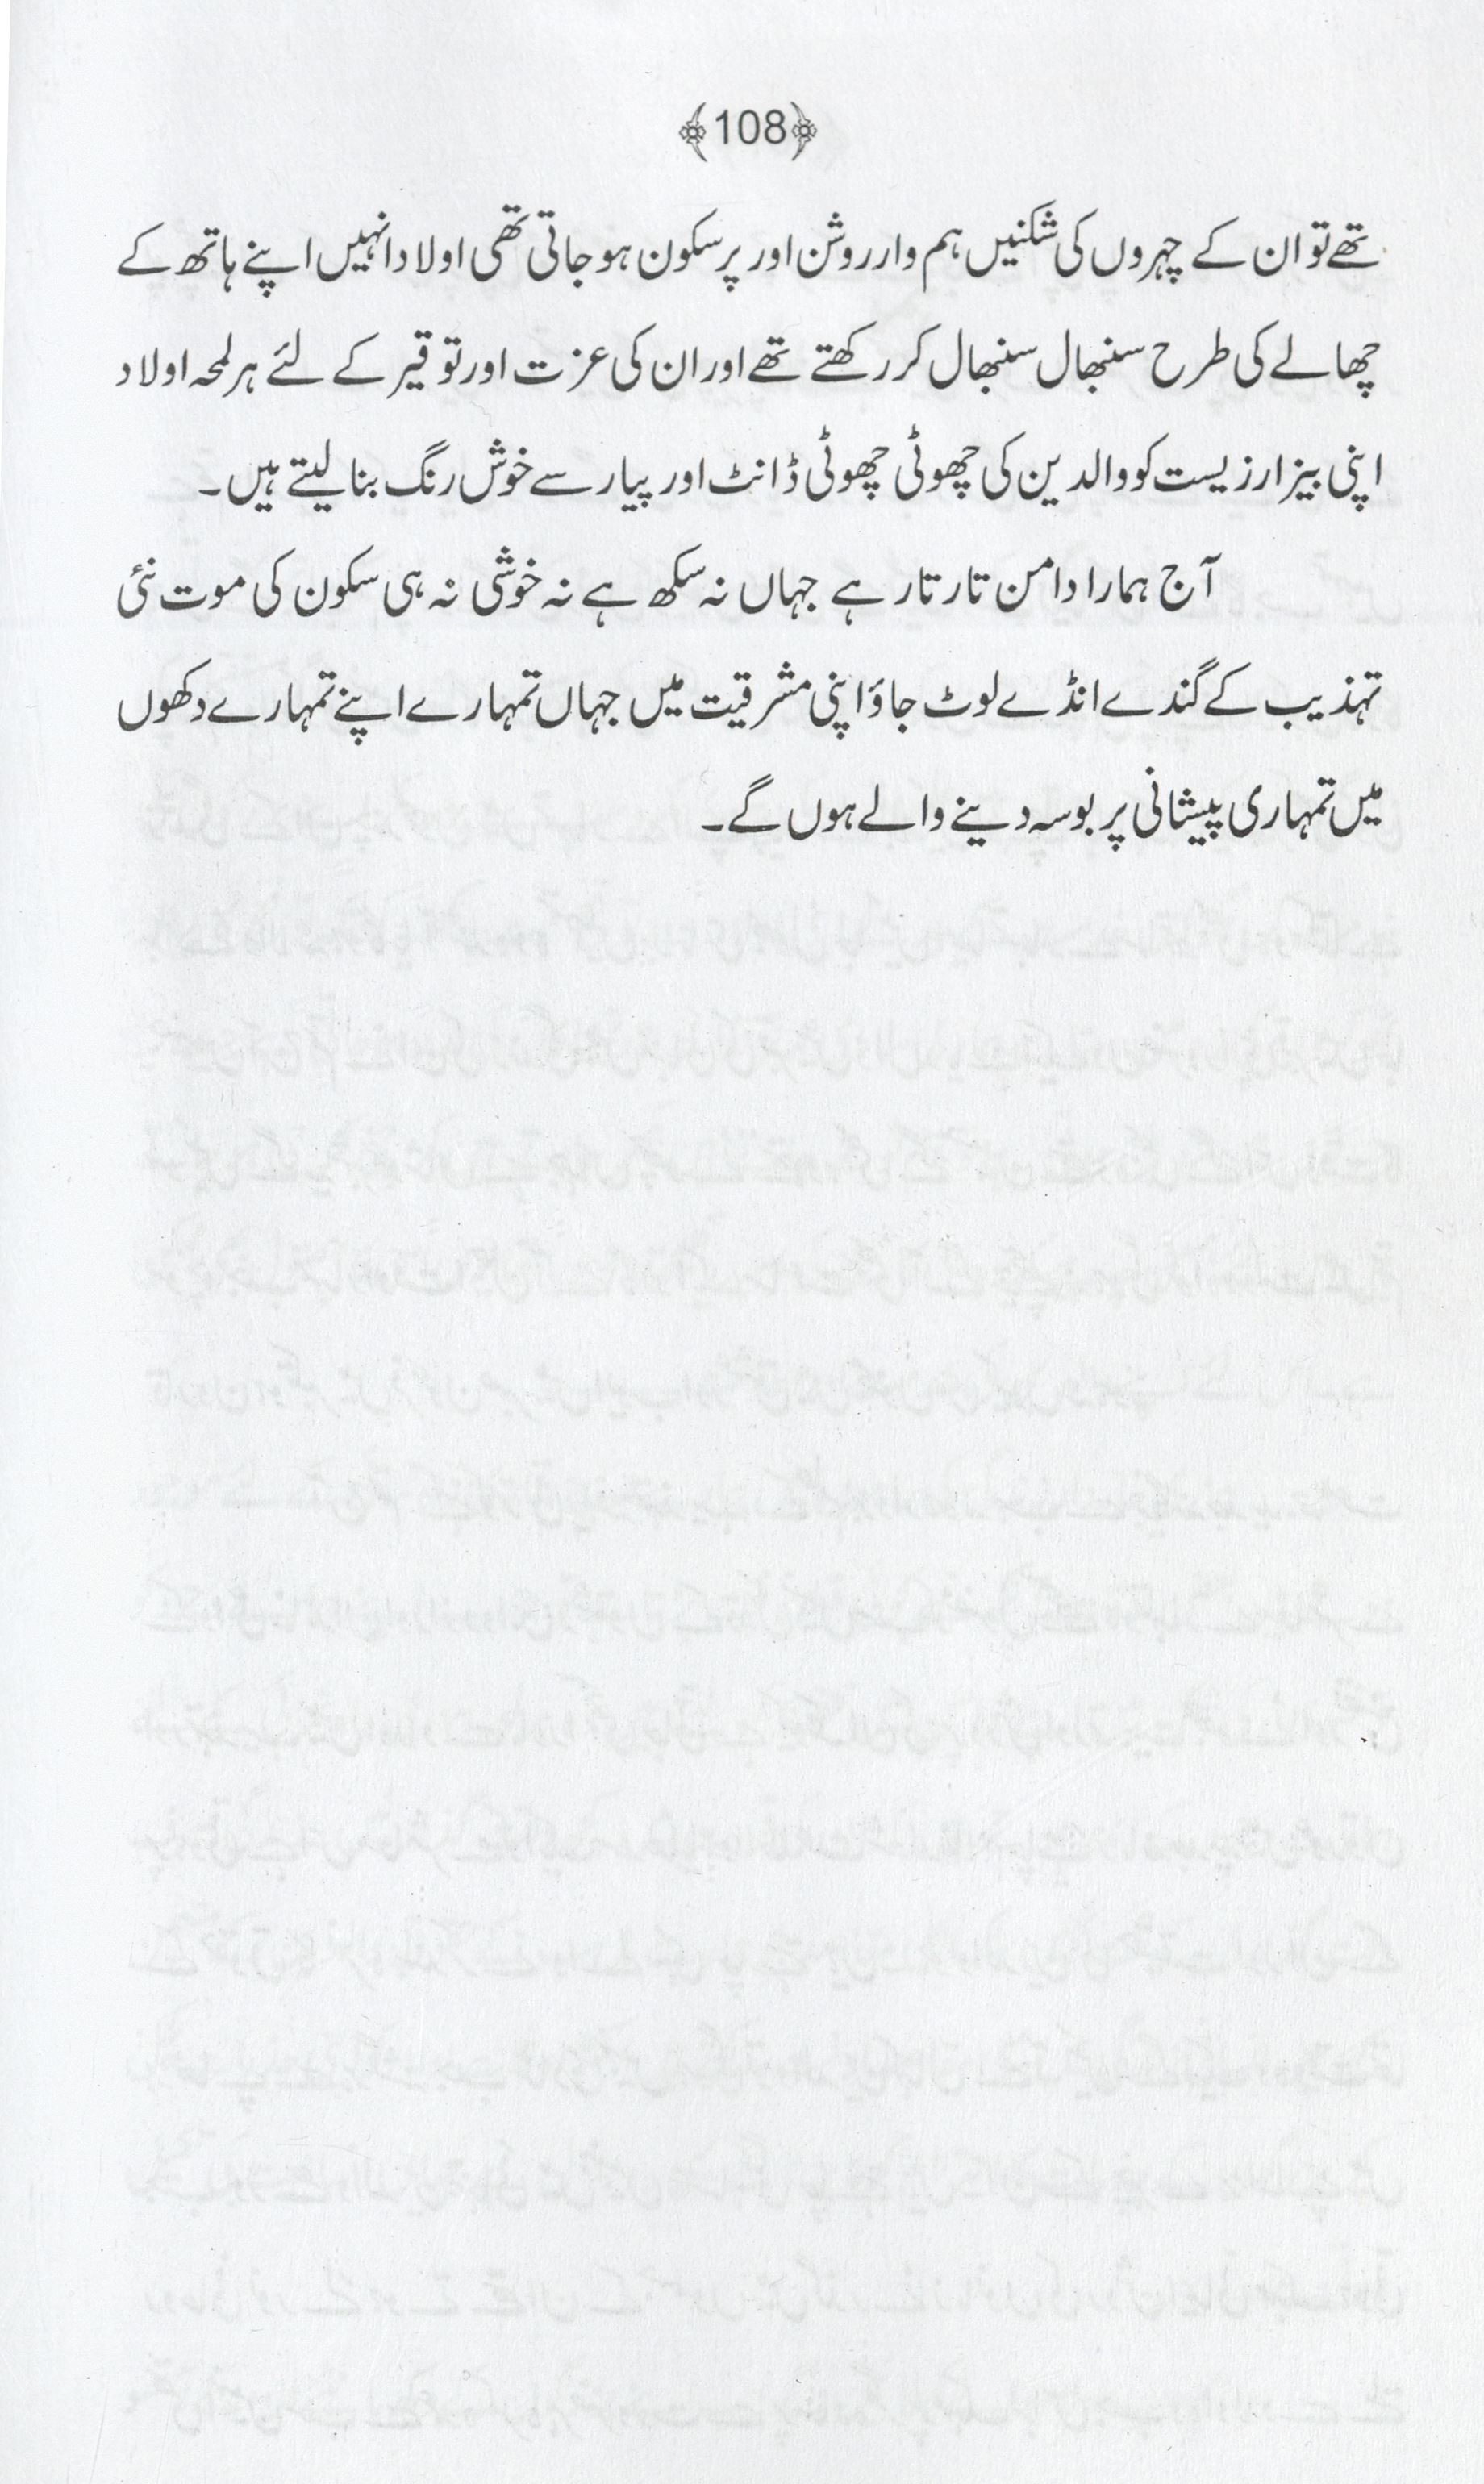 108
تھے تو ان کے چہروں کی شکنیں ہم وار روشن اور پرسکون ہو جاتی تھی اولاد انہیں اپنے ہاتھ کے
چھالے کی طرح سنبھال سنبھال کر رکھتے تھے اور ان کی عزت اور توقیر کے لئے ہر لمحہ اولاد
اپنی بیزار زیست کو والدین کی چھوٹی چھوٹی ڈانٹ اور پیار سے خوش رنگ بنا لیتے ہیں۔
آج ہمارا دامن تار تار ہے جہاں نہ سکھ ہے نہ خوشی نہ ہی سکون کی موت نئی
تہذیب کے گندے انڈے لوٹ جاؤ اپنی مشرقیت میں جہاں تمہارے اپنے تمہارے دکھوں
میں تمہاری پیشانی پر بوسہ دینے والے ہوں گے۔